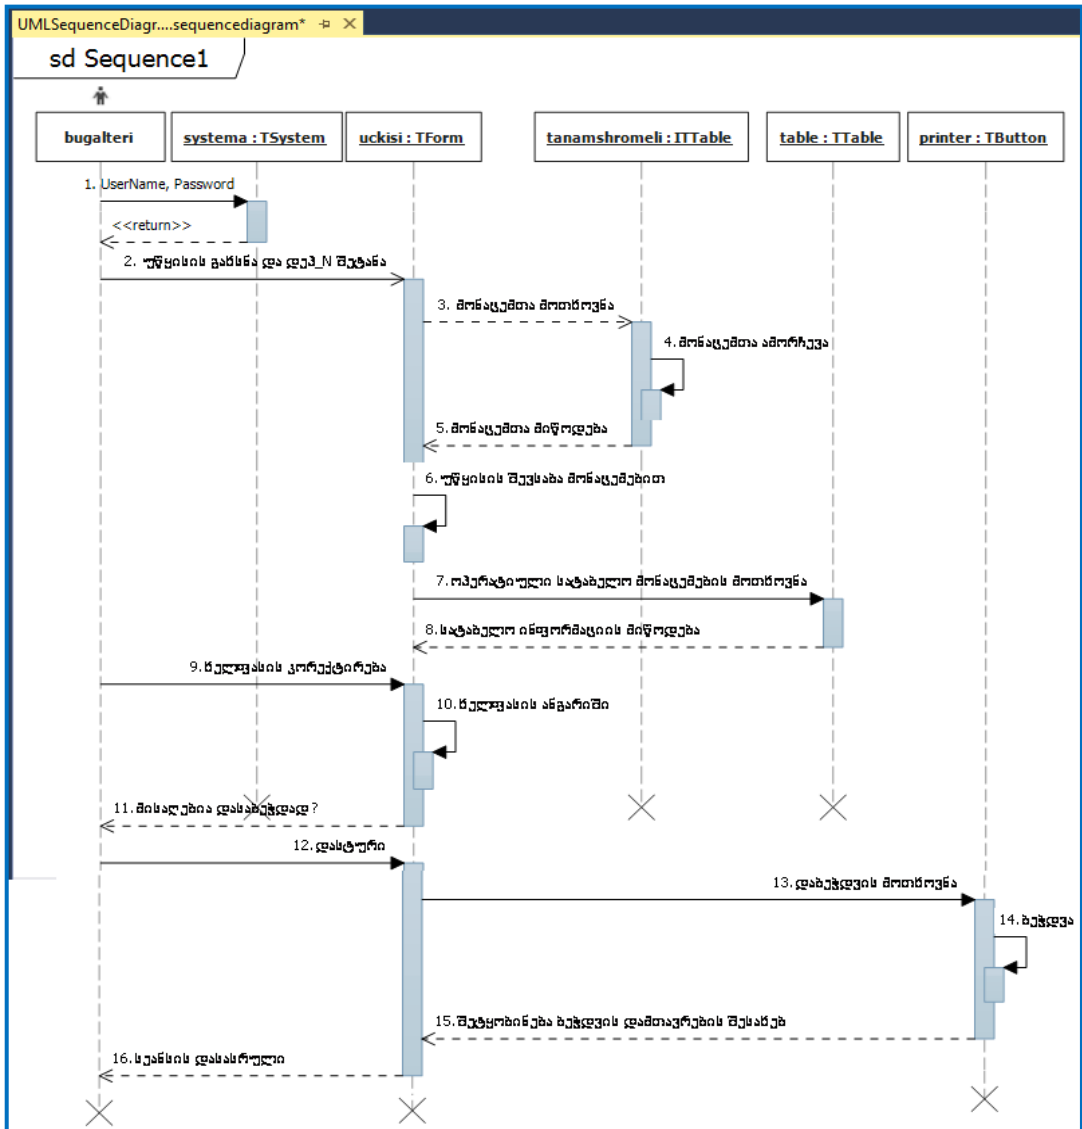 UMLSequenceDiagr....sequencediagram*
sd Sequence1
bugalteri
systema : TSystem
uckisi : TForm
tanamshromeli : ITTable
table : TTable
printer : TButton
1. UserName, Password
<<return>>
2. უწყისის გახსნა და დეპ_N შეტანა
3. მონაცემთა მოთხოვნა
4.მონაცემთა ამორჩევა
5.მონაცემთა მიწოდება
6.უწყისის შევსაბა მონაცემებით
7.ოპერატიული სატაბელო მონაცემების მოთხოვნა
8.სატაბელო ინფორმაციის მიწოდება
9.ხელფასის კორექტირება
10.ხელფასის ანგარიში
11.მისაღებია დასაბეჭდად?
12.დასტური
13.დაბეჭდვის მოთხოვნა
14.ბეჭდვა
15.შეტყობინება ბეჭდვის დამთავრების შესახებ
16.სეანსის დასასრული